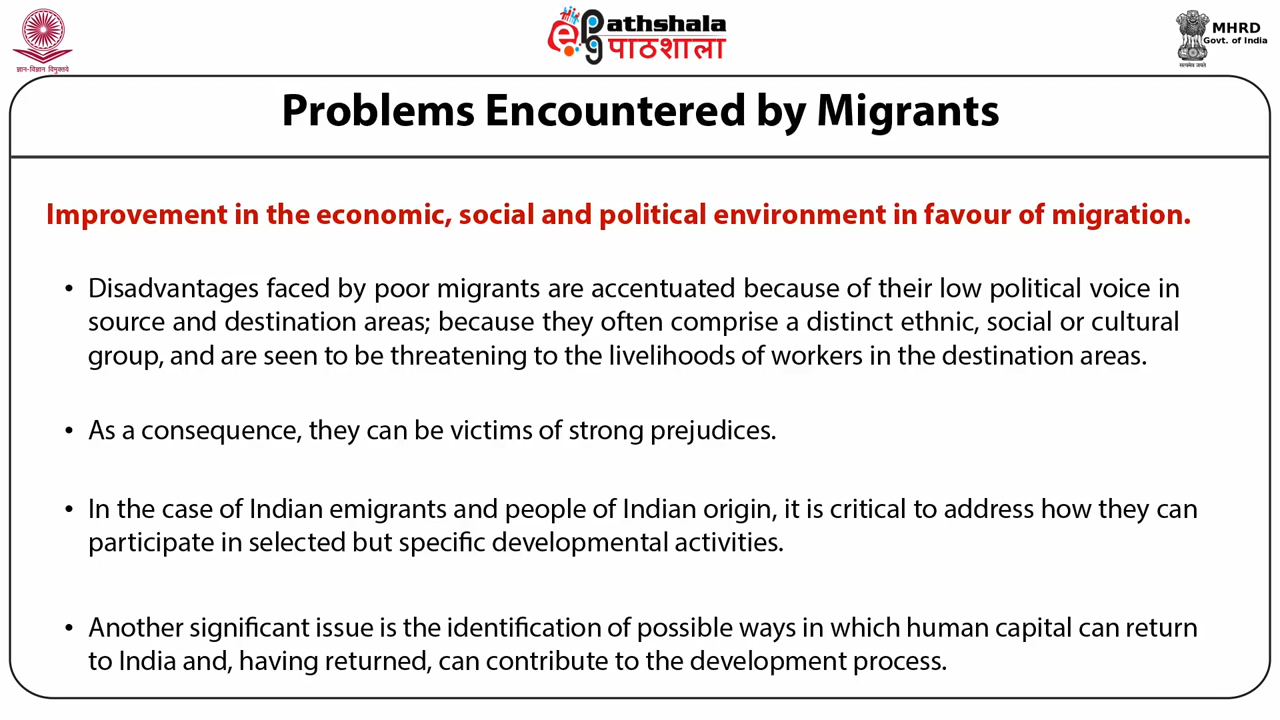 ज्ञान-विज्ञान विमुक्तये
epg Pathshala
पाठशाला
MHRD
Govt. of India
सत्यमेव जयते
Problems Encountered by Migrants
Improvement in the economic, social and political environment in favour of migration.
• Disadvantages faced by poor migrants are accentuated because of their low political voice in
source and destination areas; because they often comprise a distinct ethnic, social or cultural
group, and are seen to be threatening to the livelihoods of workers in the destination areas.
• As a consequence, they can be victims of strong prejudices.
• In the case of Indian emigrants and people of Indian origin, it is critical to address how they can
participate in selected but specific developmental activities.
• Another significant issue is the identification of possible ways in which human capital can return
to India and, having returned, can contribute to the development process.